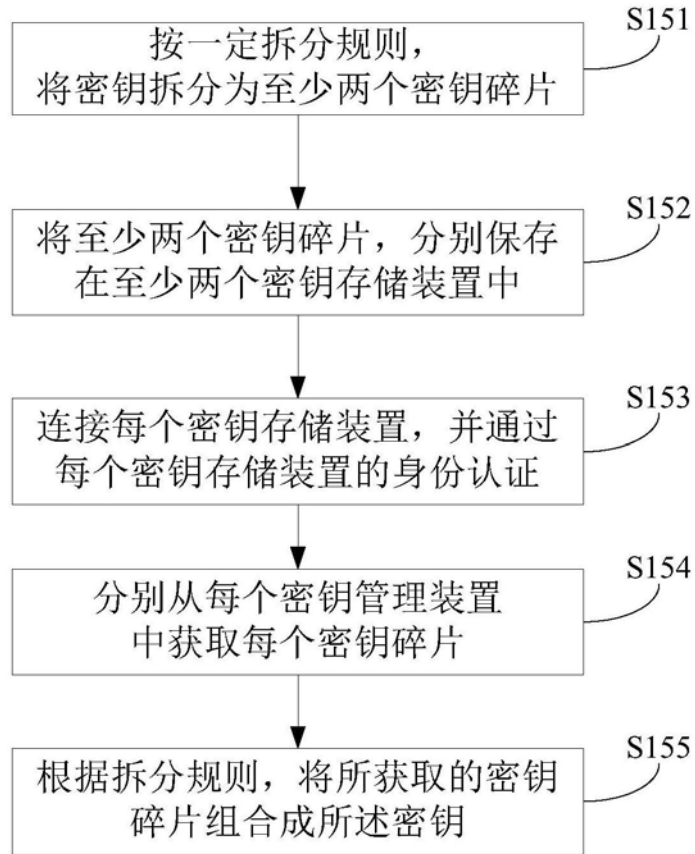 S151
按一定拆分规则，
将密钥拆分为至少两个密钥碎片
S152
将至少两个密钥碎片，分别保存
在至少两个密钥存储装置中
S153
连接每个密钥存储装置，并通过
每个密钥存储装置的身份认证
S154
分别从每个密钥管理装置
中获取每个密钥碎片
S155
根据拆分规则，将所获取的密钥
碎片组合成所述密钥